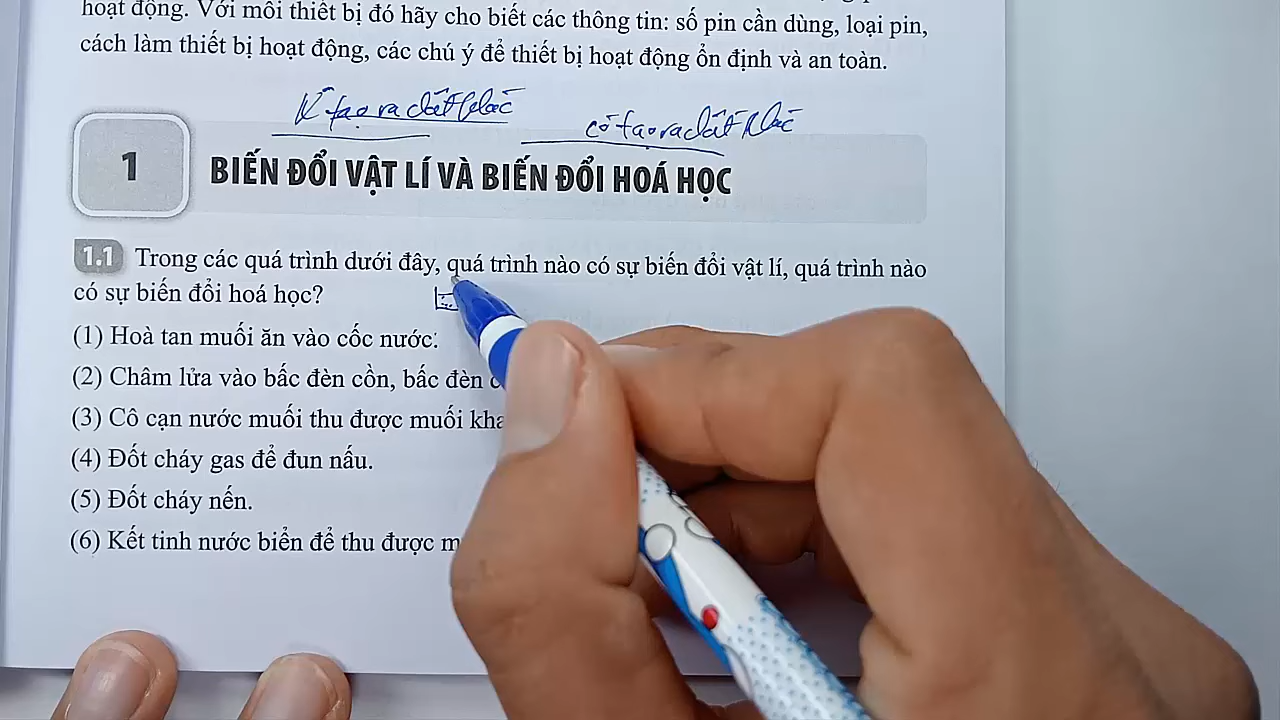 hoạt động. Với mỗi thiết bị đó hãy cho biết các thông tin: số pin cần dùng, loại pin,
cách làm thiết bị hoạt động, các chú ý để thiết bị hoạt động ổn định và an toàn.
K tạo ra chất khác
có tạo ra chất khác
1
BIẾN ĐỔI VẬT LÍ VÀ BIẾN ĐỔI HOÁ HỌC
1.1 Trong các quá trình dưới đây, quá trình nào có sự biến đổi vật lí, quá trình nào
có sự biến đổi hoá học?
(1) Hoà tan muối ăn vào cốc nước.
(2) Châm lửa vào bấc đèn cồn, bấc đèn
(3) Cô cạn nước muối thu được muối
(4) Đốt cháy gas để đun nấu.
(5) Đốt cháy nến.
(6) Kết tinh nước biển để thu được